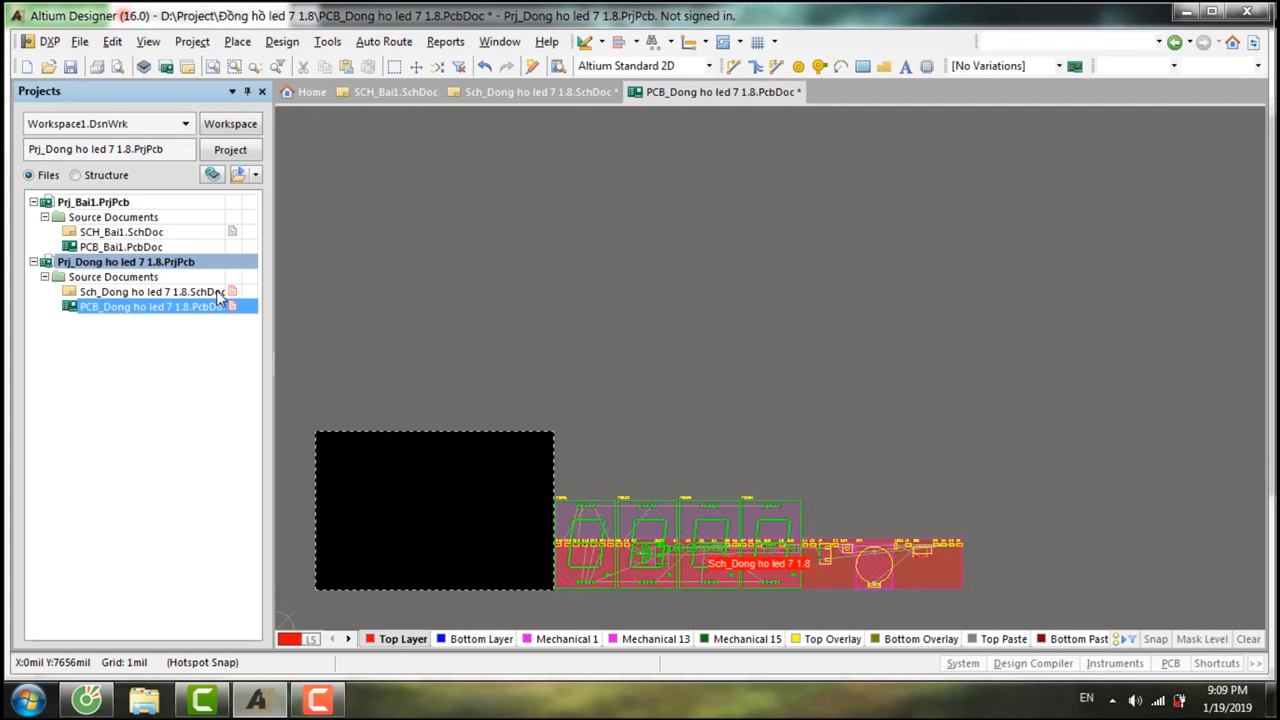 Altium Designer (16.0) - D:\Project\Đồng hồ led 7 1.8\PCB_Dong ho led 7 1.8.PcbDoc * - Prj_Dong ho led 7 1.8.PrjPcb. Not signed in.
DXP File Edit View Project Place Design Tools Auto Route Reports Window Help
Altium Standard 2D [No Variations]
Projects
Home SCH_Bai1.SchDoc Sch_Dong ho led 7 1.8.SchDoc * PCB_Dong ho led 7 1.8.PcbDoc *
Workspace1.DsnWrk Workspace
Prj_Dong ho led 7 1.8.PrjPcb Project
Files Structure
Prj_Bai1.PrjPcb
Source Documents
SCH_Bai1.SchDoc
PCB_Bai1.PcbDoc
Prj_Dong ho led 7 1.8.PrjPcb
Source Documents
Sch_Dong ho led 7 1.8.SchDoc
PCB_Dong ho led 7 1.8.PcbDo
Sch_Dong ho led 7 1.8
LS Top Layer Bottom Layer Mechanical 1 Mechanical 13 Mechanical 15 Top Overlay Bottom Overlay Top Paste Bottom Past Snap Mask Level Clear
X:0mil Y:7656mil Grid: 1mil (Hotspot Snap) System Design Compiler Instruments PCB Shortcuts >>
EN 9:09 PM
1/19/2019